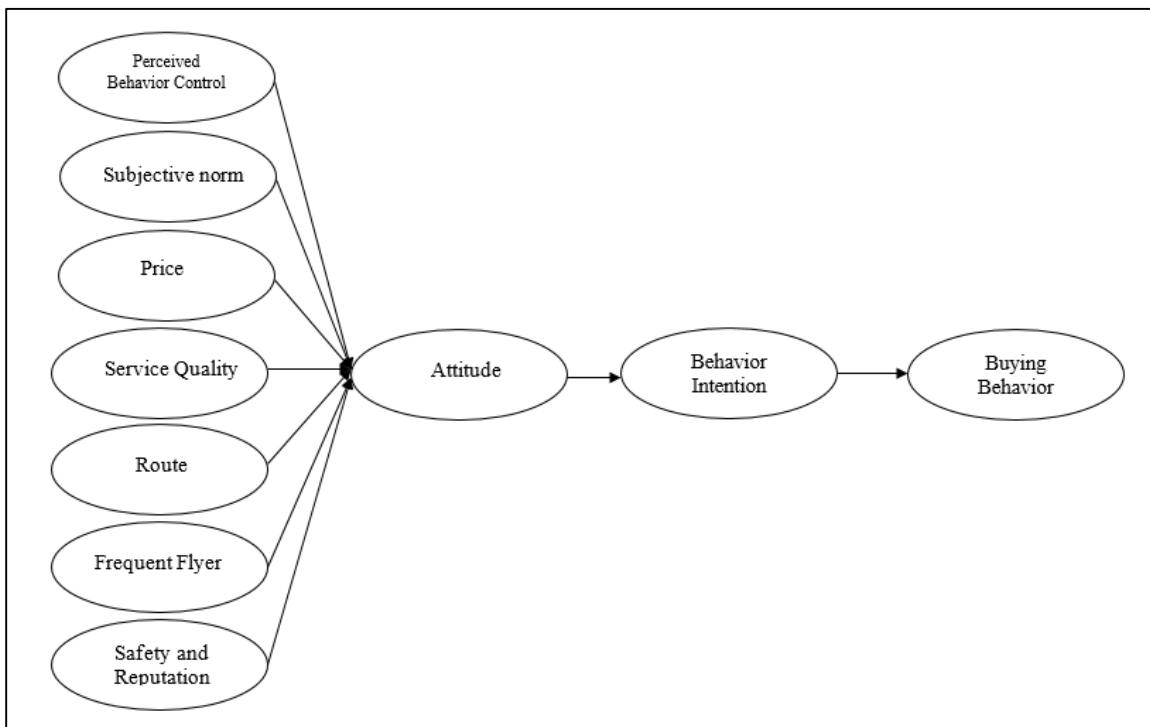 Perceived
Behavior Control
Subjective norm
Price
Service Quality
Route
Frequent Flyer
Safety and
Reputation
Attitude
Behavior
Intention
Buying
Behavior